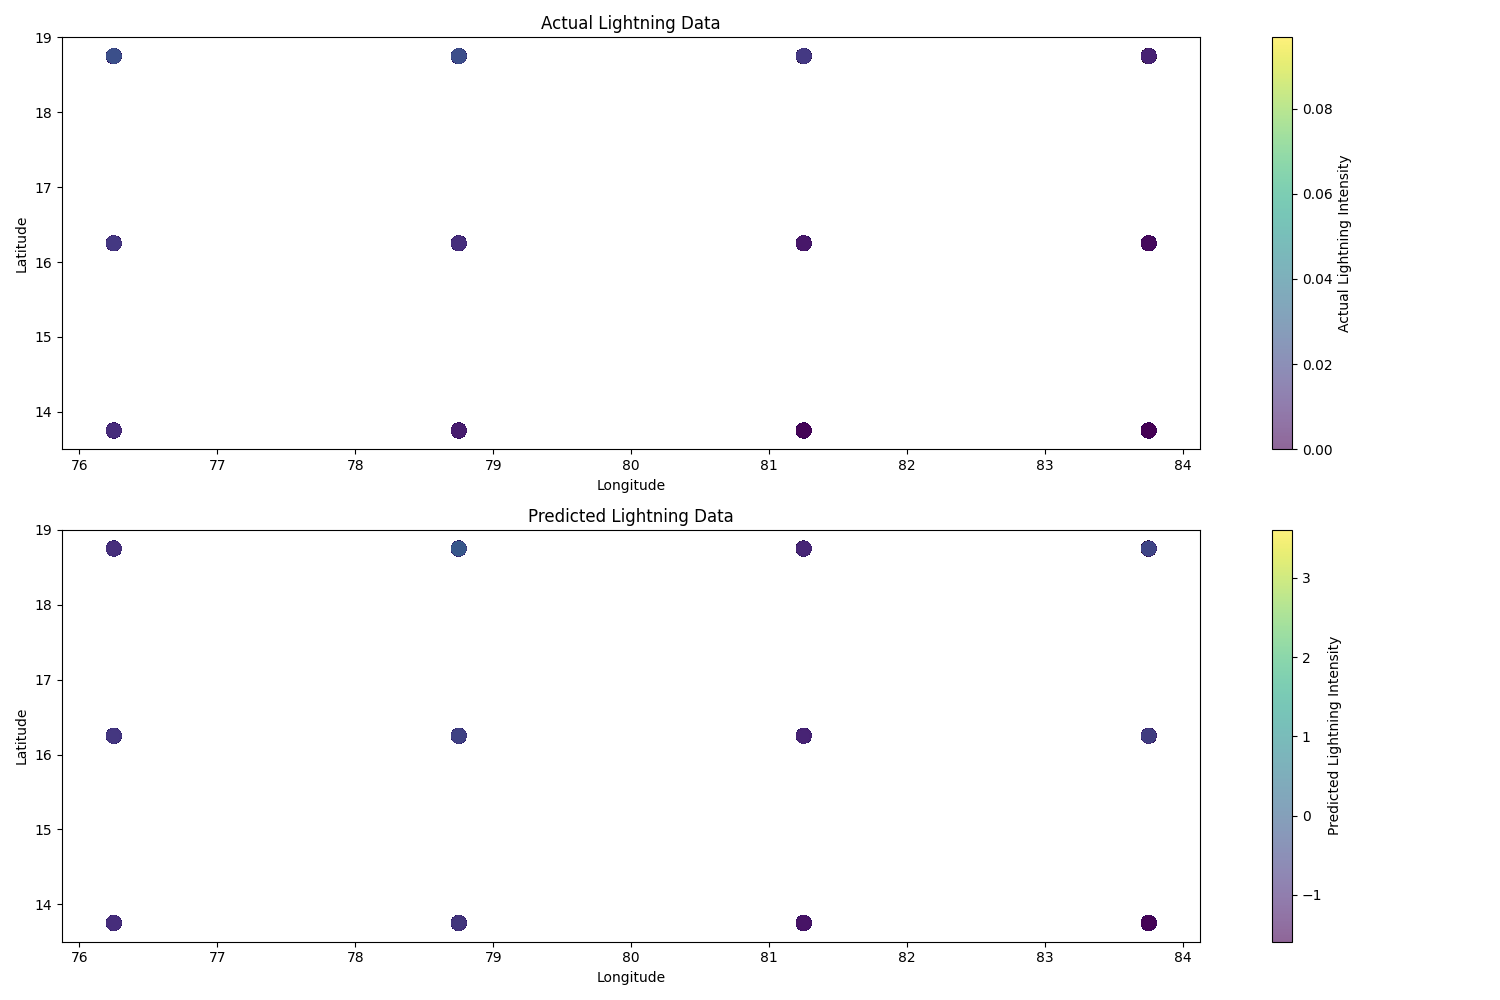 Actual Lightning Data
19
18
17
16
15
14
Latitude
76 77 78 79 80 81 82 83 84
Longitude
0.08
0.06
0.04
0.02
0.00
Actual Lightning Intensity
Predicted Lightning Data
19
18
17
16
15
14
Latitude
76 77 78 79 80 81 82 83 84
Longitude
3
2
1
0
−1
Predicted Lightning Intensity